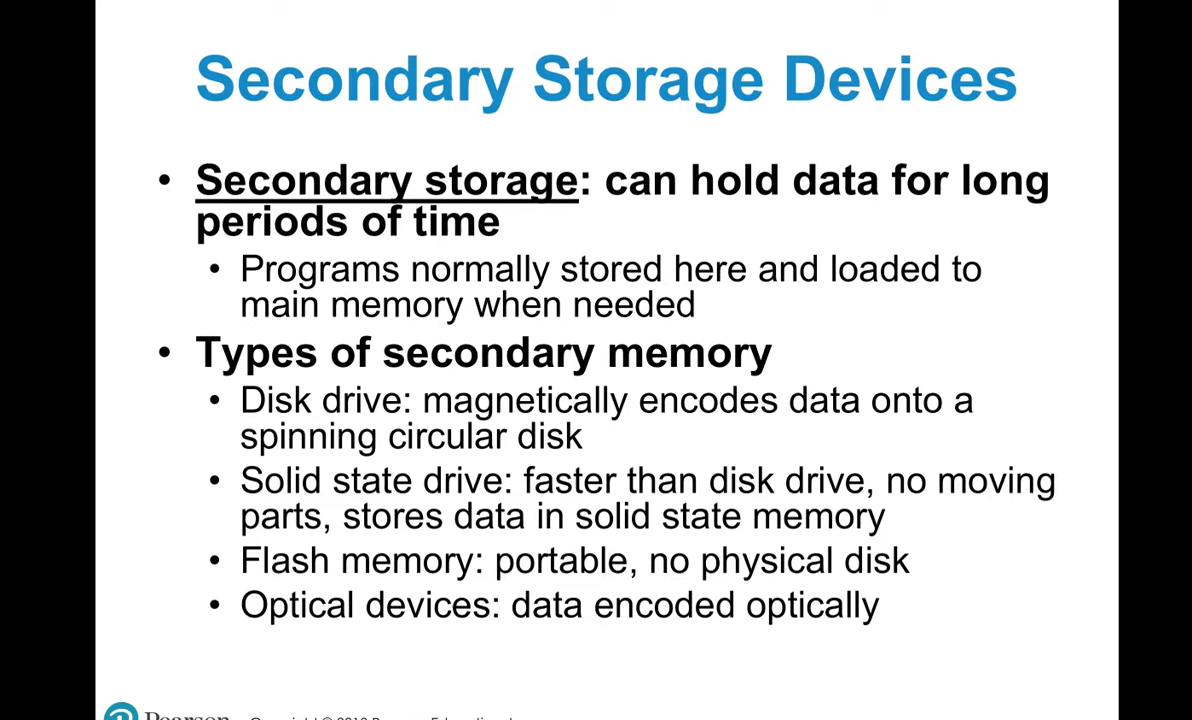 Secondary Storage Devices
• Secondary storage: can hold data for long
periods of time
• Programs normally stored here and loaded to
main memory when needed
• Types of secondary memory
• Disk drive: magnetically encodes data onto a
spinning circular disk
• Solid state drive: faster than disk drive, no moving
parts, stores data in solid state memory
• Flash memory: portable, no physical disk
• Optical devices: data encoded optically
Pearson Copyright ©